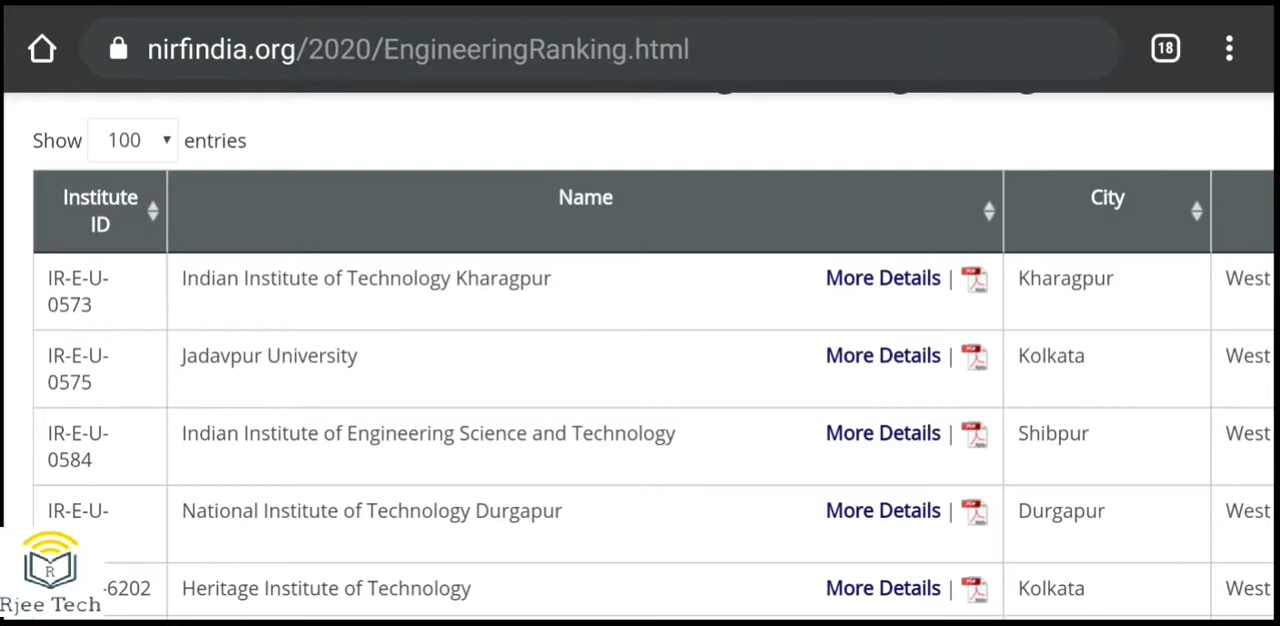 nirfindia.org/2020/EngineeringRanking.html
18
Show 100 entries
Institute ID Name City
IR-E-U-0573 Indian Institute of Technology Kharagpur More Details | Kharagpur West
IR-E-U-0575 Jadavpur University More Details | Kolkata West
IR-E-U-0584 Indian Institute of Engineering Science and Technology More Details | Shibpur West
IR-E-U- National Institute of Technology Durgapur More Details | Durgapur West
-6202 Heritage Institute of Technology More Details | Kolkata West
R
Rjee Tech